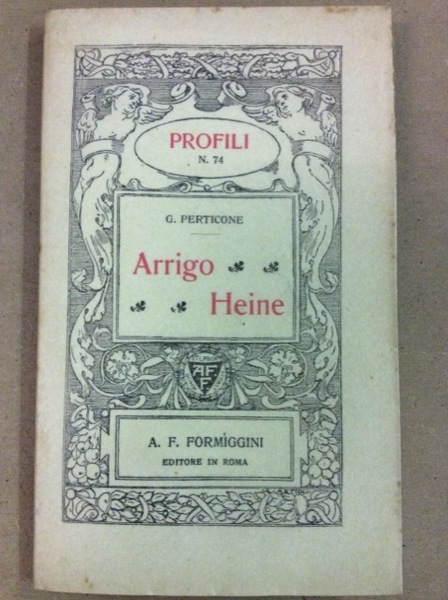 PROFILI
N. 74
G. PERTICONE
Arrigo
Heine
A.F.
F
A. F. FORMÍGGINI
EDITORE IN ROMA